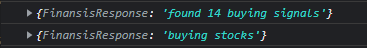 ▶ {FinansisResponse: 'found 14 buying signals'}
▶ {FinansisResponse: 'buying stocks'}